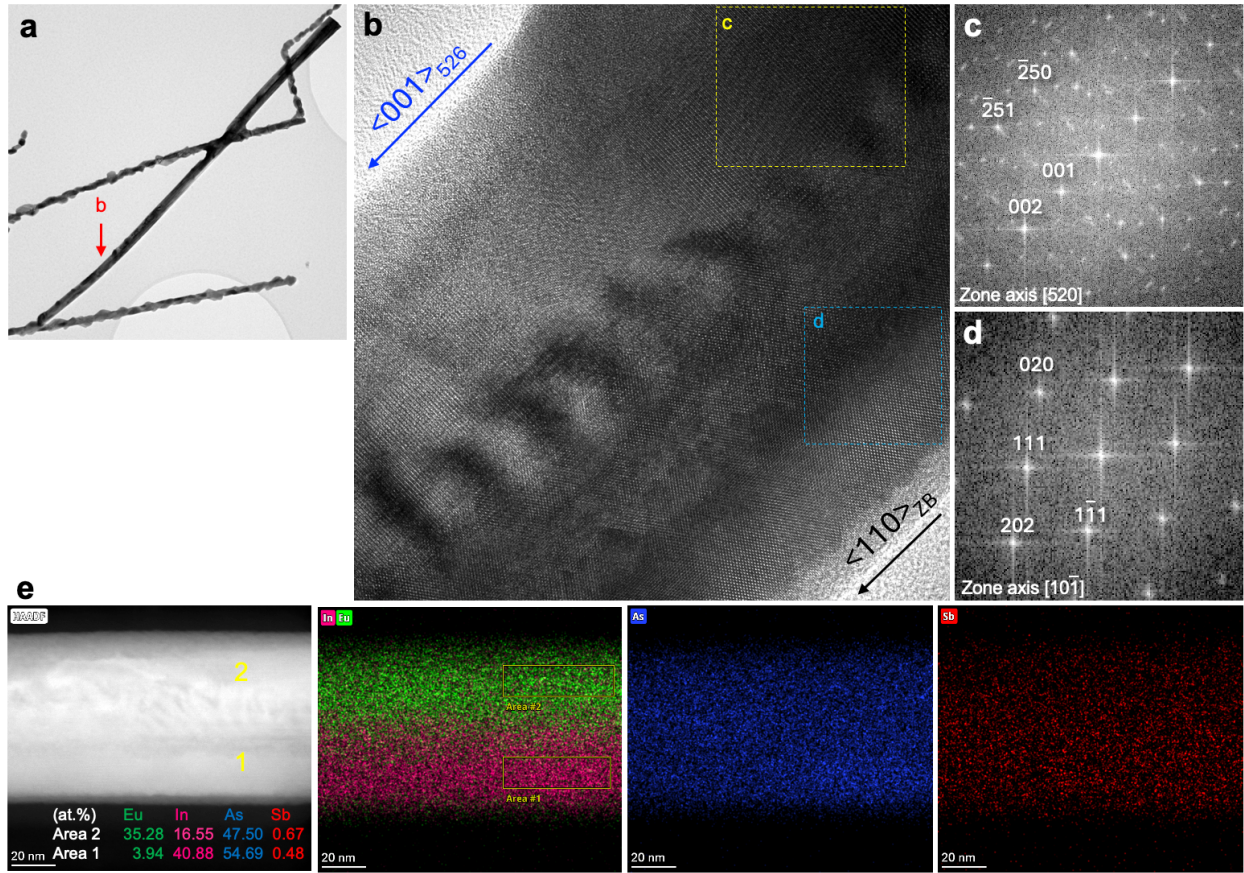 a
b
b
<001>526
c
d
<110>ZB
c
2̅50
2̅51
001
002
Zone axis [520]
d
020
111
11̅1
202
Zone axis [101̅]
e
HAADF
2
1
(at.%) Eu In As Sb
Area 2 35.28 16.55 47.50 0.67
Area 1 3.94 40.88 54.69 0.48
20 nm
In Eu
Area #2
Area #1
20 nm
As
20 nm
Sb
20 nm